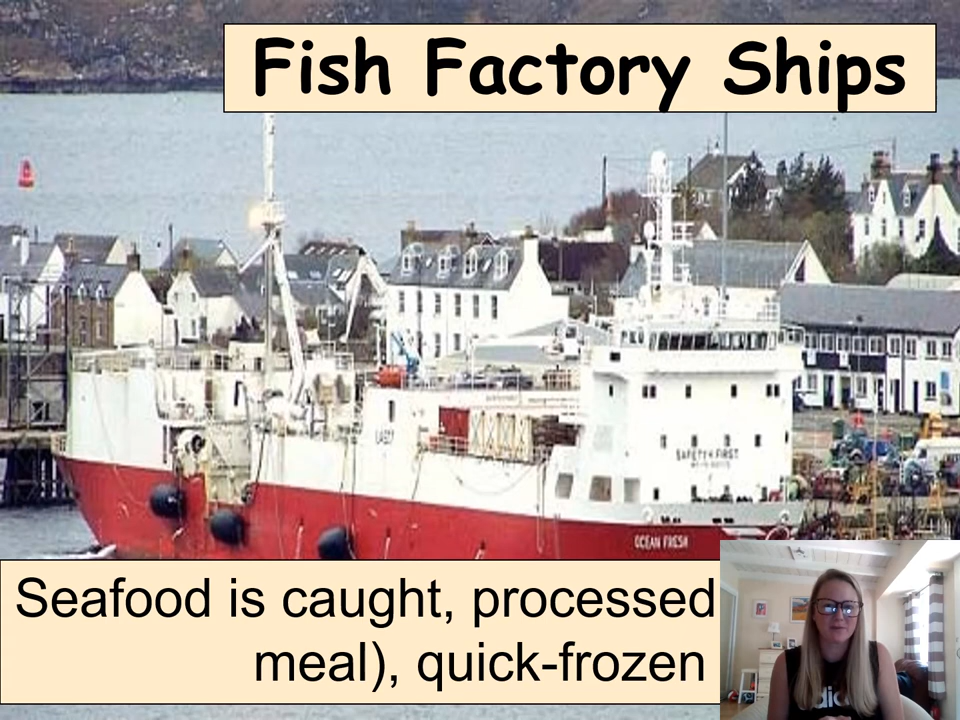 Fish Factory Ships
SAFETY FIRST
OCEAN FRESH
Seafood is caught, processed
meal), quick-frozen